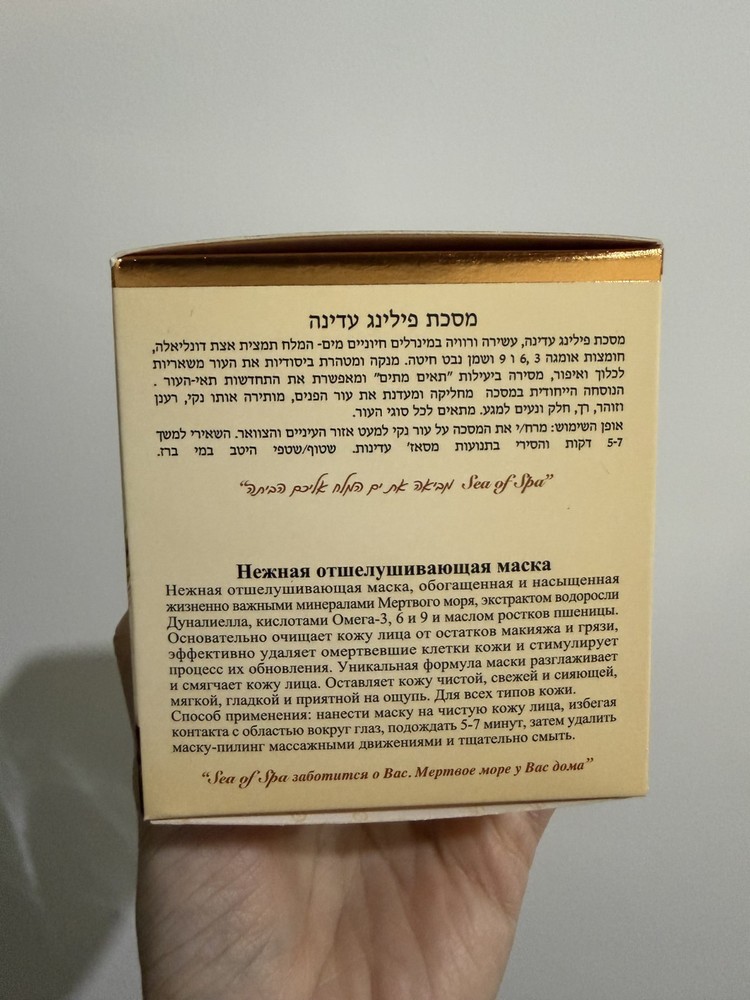 מסכת פילינג עדינה
מסכת פילינג עדינה, עשירה ורוויה במינרלים חיוניים מים- המלח תמצית אצת דונליאלה,
חומצות אומגה 3 ,6 ו 9 ושמן נבט חיטה. מנקה ומטהרת ביסודיות את העור משאריות
לכלוך ואיפור, מסירה ביעילות "תאים מתים" ומאפשרת את התחדשות תאי-העור .
הנוסחה הייחודית במסכה מחליקה ומעדנת את עור הפנים, מותירה אותו נקי, רענן
וזוהר, רך, חלק ונעים למגע. מתאים לכל סוגי העור.
אופן השימוש: מרח/י את המסכה על עור נקי למעט אזור העיניים והצוואר. השאירי למשך
5-7 דקות והסירי בתנועות מסאז' עדינות. שטוף/שטפי היטב במי ברז.
"Sea of Spa מביאה את ים המלח אליכם הביתה"
Нежная отшелушивающая маска
Нежная отшелушивающая маска, обогащенная и насыщенная
жизненно важными минералами Мертвого моря, экстрактом водоросли
Дуналиелла, кислотами Омега-3, 6 и 9 и маслом ростков пшеницы.
Основательно очищает кожу лица от остатков макияжа и грязи,
эффективно удаляет омертвевшие клетки кожи и стимулирует
процесс их обновления. Уникальная формула маски разглаживает
и смягчает кожу лица. Оставляет кожу чистой, свежей и сияющей,
мягкой, гладкой и приятной на ощупь. Для всех типов кожи.
Способ применения: нанести маску на чистую кожу лица, избегая
контакта с областью вокруг глаз, подождать 5-7 минут, затем удалить
маску-пилинг массажными движениями и тщательно смыть.
"Sea of Spa заботится о Вас. Мертвое море у Вас дома"